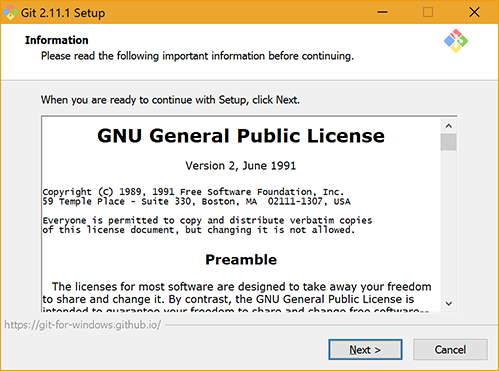 Git 2.11.1 Setup
Information
Please read the following important information before continuing.
When you are ready to continue with Setup, click Next.
GNU General Public License
Version 2, June 1991
Copyright (C) 1989, 1991 Free Software Foundation, Inc.
59 Temple Place - Suite 330, Boston, MA  02111-1307, USA
Everyone is permitted to copy and distribute verbatim copies
of this license document, but changing it is not allowed.
Preamble
The licenses for most software are designed to take away your freedom
to share and change it. By contrast, the GNU General Public License is
intended to guarantee your freedom to share and change free software--
https://git-for-windows.github.io/
Next >
Cancel